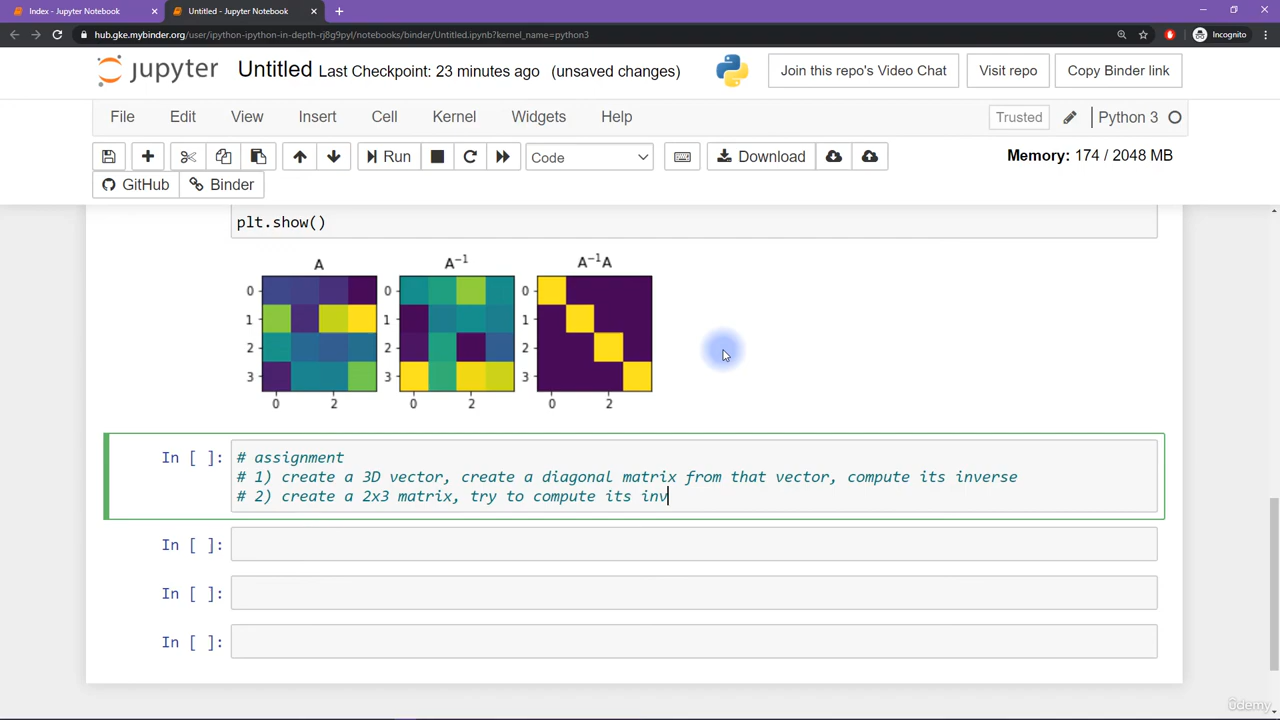 Index - Jupyter Notebook
Untitled - Jupyter Notebook
hub.gke.mybinder.org/user/ipython-ipython-in-depth-rj8g9pyl/notebooks/binder/Untitled.ipynb?kernel_name=python3
Incognito
jupyter Untitled Last Checkpoint: 23 minutes ago (unsaved changes)
Join this repo's Video Chat
Visit repo
Copy Binder link
File Edit View Insert Cell Kernel Widgets Help
Trusted
Python 3
Run
Code
Download
Memory: 174 / 2048 MB
GitHub
Binder
plt.show()
A
A⁻¹
A⁻¹A
0 0 0
1 1 1
2 2 2
3 3 3
0 2 0 2 0 2
In [ ]:
# assignment
# 1) create a 3D vector, create a diagonal matrix from that vector, compute its inverse
# 2) create a 2x3 matrix, try to compute its inv
In [ ]:
In [ ]:
In [ ]:
ûdemy